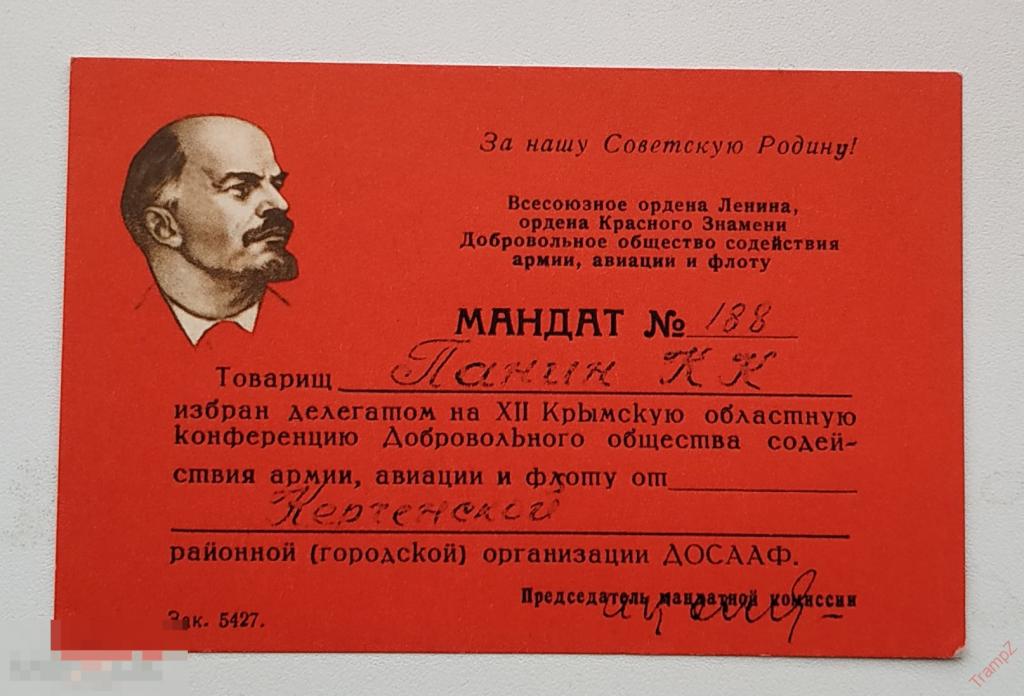 За нашу Советскую Родину!
Всесоюзное ордена Ленина,
ордена Красного Знамени
Добровольное общество содействия
армии, авиации и флоту
МАНДАТ № 188
Товарищ Панин К К
избран делегатом на XII Крымскую областную
конференцию Добровольного общества содей-
ствия армии, авиации и флоту от
Керченской
районной (городской) организации ДОСААФ.
Председатель мандатной комиссии
Зак. 5427.
TrampZ